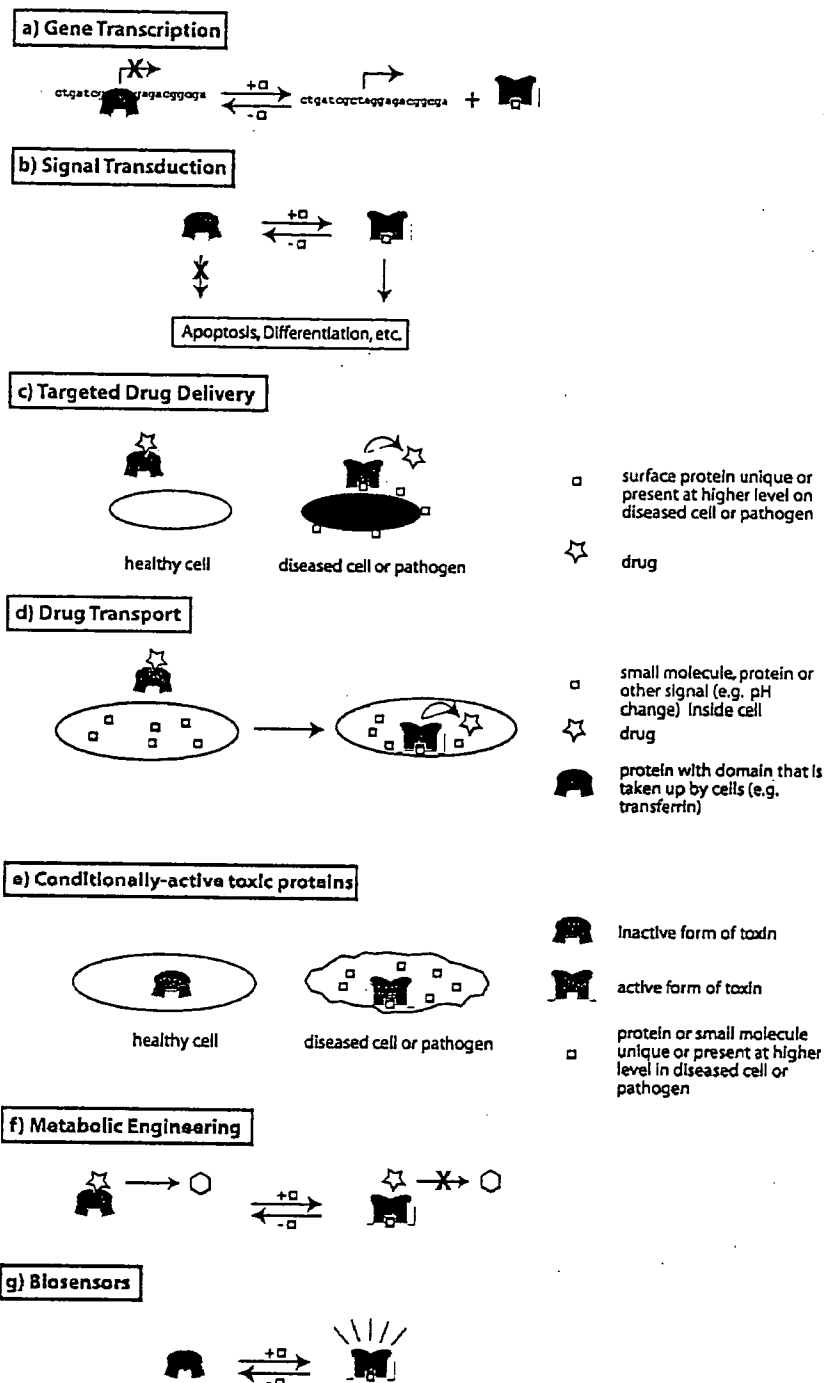 a) Gene Transcription
X
+□
-□
ctgatcg gagacggcga
ctgatcgctaggagacggcga
+
b) Signal Transduction
+□
-□
X
Apoptosis, Differentiation, etc.
c) Targeted Drug Delivery
healthy cell
diseased cell or pathogen
surface protein unique or
present at higher level on
diseased cell or pathogen
drug
d) Drug Transport
small molecule, protein or
other signal (e.g. pH
change) inside cell
drug
protein with domain that is
taken up by cells (e.g.
transferrin)
e) Conditionally-active toxic proteins
healthy cell
diseased cell or pathogen
inactive form of toxin
active form of toxin
protein or small molecule
unique or present at higher
level in diseased cell or
pathogen
f) Metabolic Engineering
+□
-□
X
g) Biosensors
+□
-□